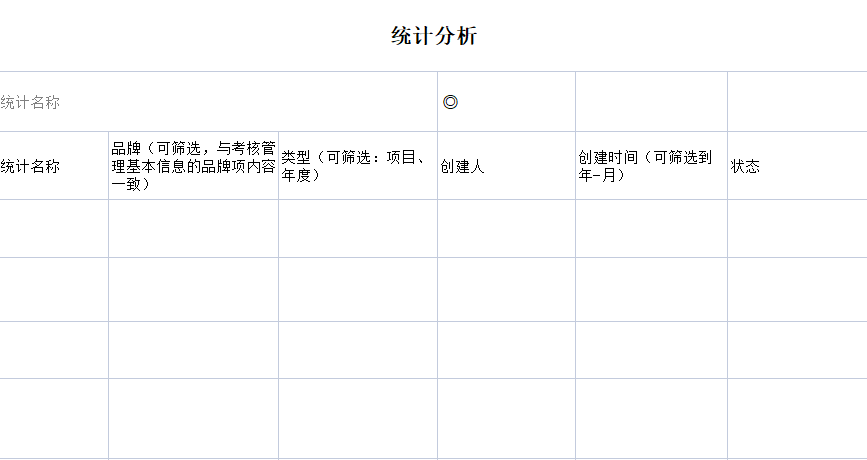 统计分析
统计名称
◎
统计名称
品牌（可筛选，与考核管
理基本信息的品牌项内容
一致）
类型（可筛选：项目、
年度）
创建人
创建时间（可筛选到
年-月）
状态